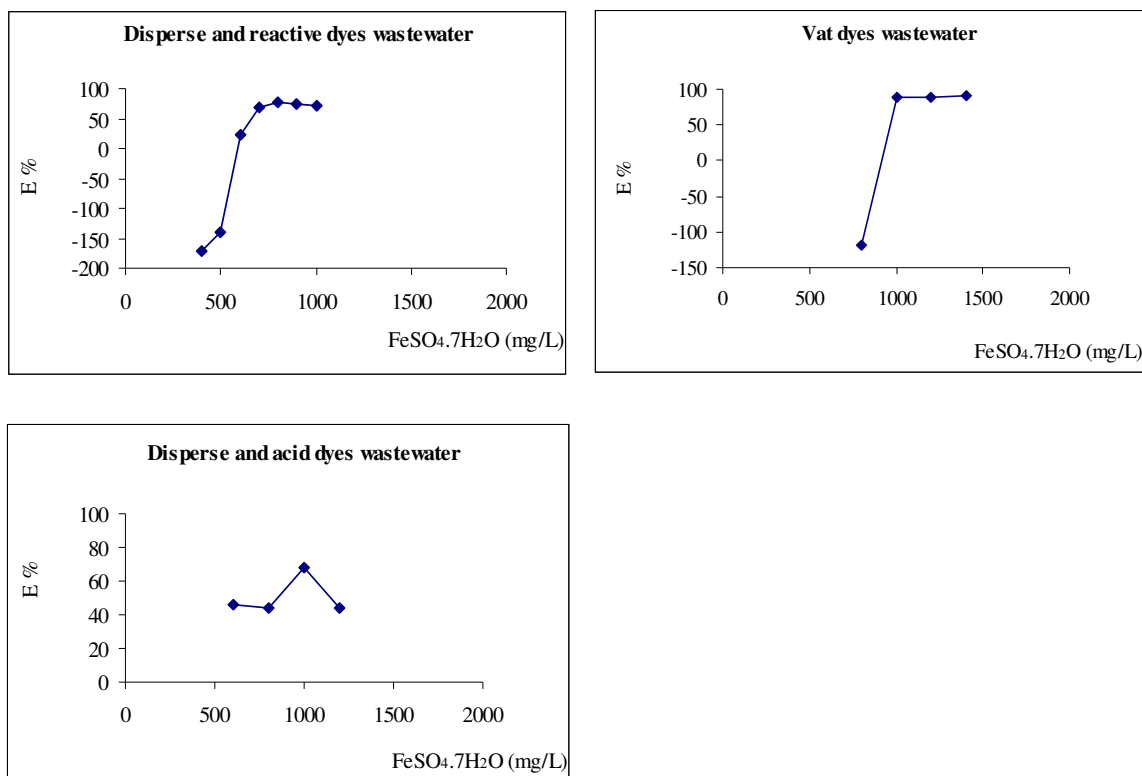 Disperse and reactive dyes wastewater
100
50
0
-50
-100
-150
-200
E %
0 500 1000 1500 2000
FeSO4.7H2O (mg/L)
Vat dyes wastewater
100
50
0
-50
-100
-150
E %
0 500 1000 1500 2000
FeSO4.7H2O (mg/L)
Disperse and acid dyes wastewater
100
80
60
40
20
0
E %
0 500 1000 1500 2000
FeSO4.7H2O (mg/L)